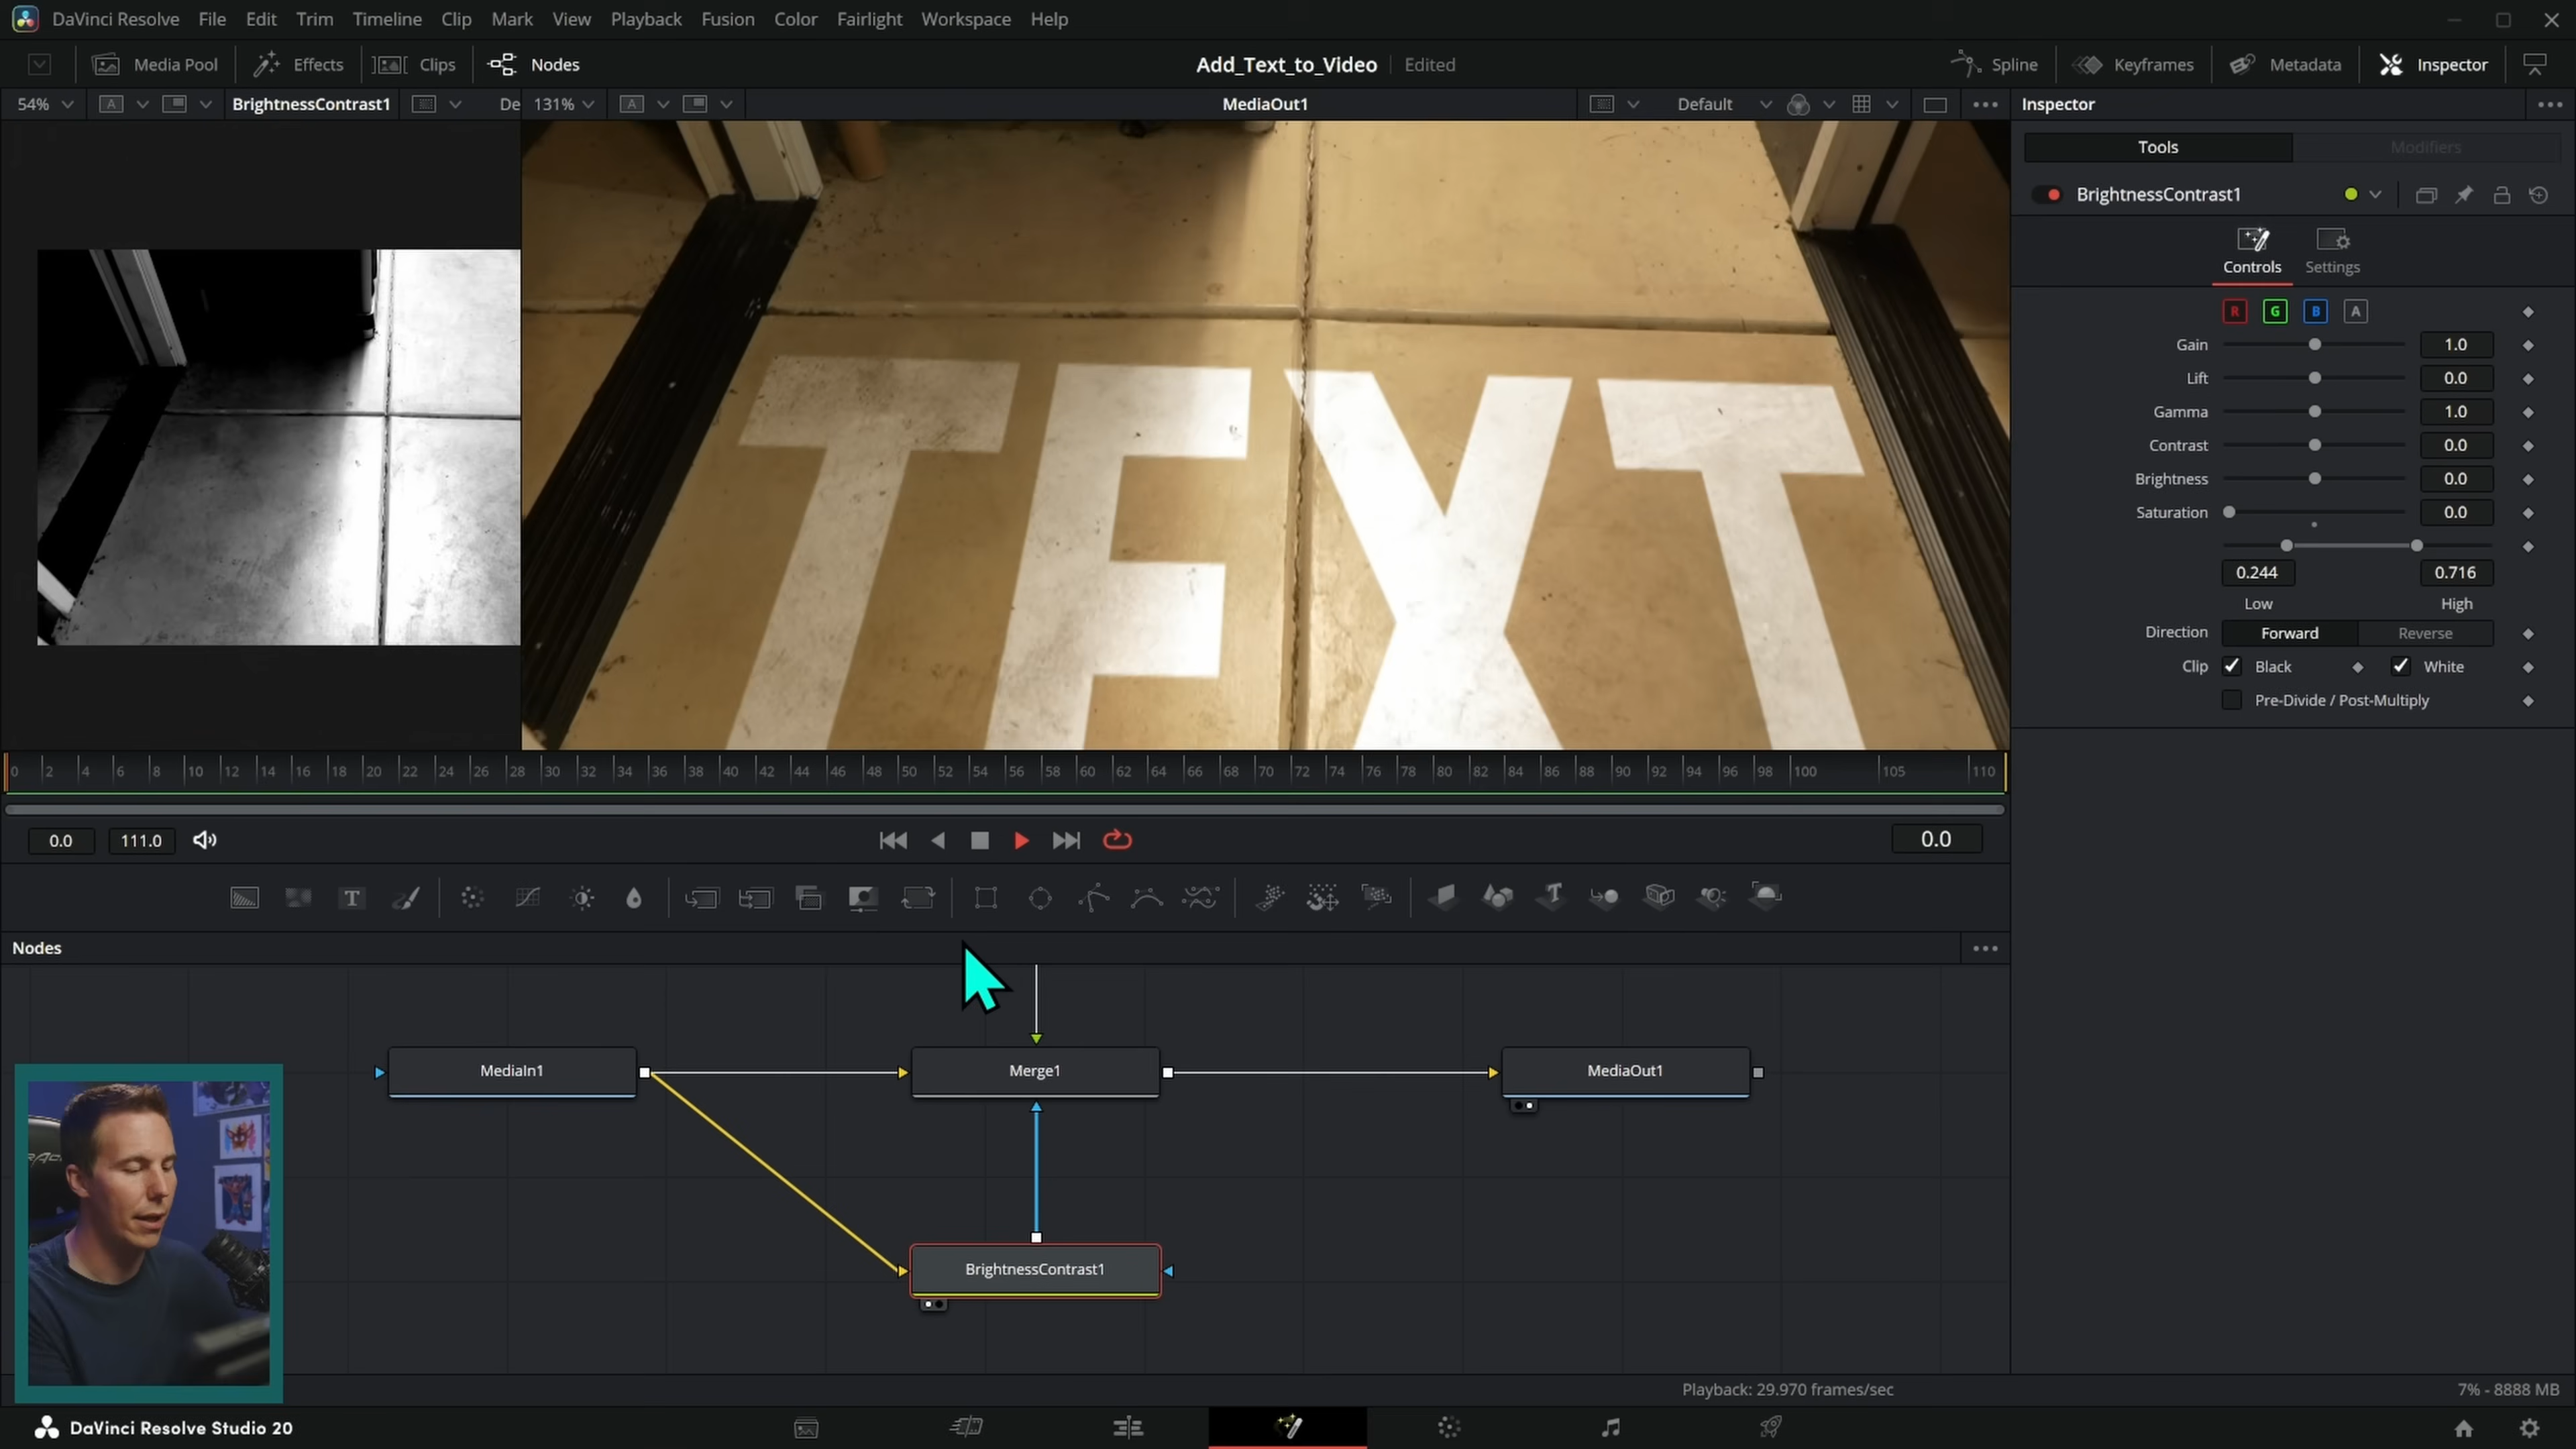 DaVinci Resolve File Edit Trim Timeline Clip Mark View Playback Fusion Color Fairlight Workspace Help
Media Pool Effects Clips Nodes Add_Text_to_Video Edited Spline Keyframes Metadata Inspector
54% A BrightnessContrast1 De 131% A MediaOut1 Default Inspector
Tools Modifiers
BrightnessContrast1
Controls Settings
R G B A
Gain 1.0
Lift 0.0
Gamma 1.0
Contrast 0.0
Brightness 0.0
Saturation 0.0
0.244 0.716
Low High
Direction Forward Reverse
Clip Black White
Pre-Divide / Post-Multiply
TEXT
0 2 4 6 8 10 12 14 16 18 20 22 24 26 28 30 32 34 36 38 40 42 44 46 48 50 52 54 56 58 60 62 64 66 68 70 72 74 76 78 80 82 84 86 88 90 92 94 96 98 100 105 110
0.0 111.0 0.0
T T
Nodes
MediaIn1 Merge1 MediaOut1
BrightnessContrast1
Playback: 29.970 frames/sec 7% - 8888 MB
DaVinci Resolve Studio 20